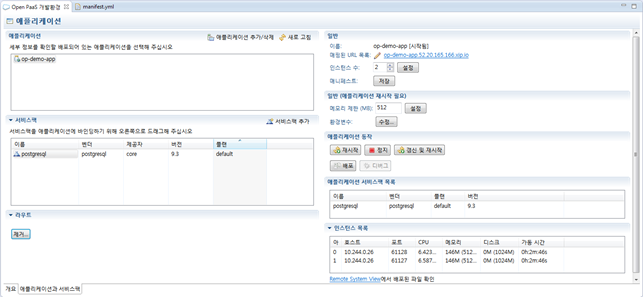 Open PaaS 개발환경
manifest.yml
애플리케이션
애플리케이션
애플리케이션 추가/삭제
새로 고침
세부 정보를 확인할 배포되어 있는 애플리케이션을 선택해 주십시오
op-demo-app
서비스팩
서비스팩 추가
서비스팩을 애플리케이션에 바인딩하기 위해 오른쪽으로 드래그해 주십시오
이름 벤더 제공자 버전 플랜
postgresql postgresql core 9.3 default
라우트
제거...
일반
이름: op-demo-app [시작됨]
매핑된 URL 목록: op-demo-app.52.20.165.166.xip.io
인스턴스 수: 2 설정
매니페스트: 저장
일반 (애플리케이션 재시작 필요)
메모리 제한 (MB): 512 설정
환경변수: 수정...
애플리케이션 동작
재시작 정지 갱신 및 재시작
배포 디버그
애플리케이션 서비스팩 목록
이름 벤더 플랜 버전
postgresql postgresql default 9.3
인스턴스 목록
아 호스트 포트 CPU 메모리 디스크 가동 시간
0 10.244.0.26 61128 6.423... 146M (512... 0M (1024M) 0h:2m:46s
1 10.244.0.26 61127 6.587... 146M (512... 0M (1024M) 0h:2m:46s
Remote System View에서 배포된 파일 확인
개요 애플리케이션과 서비스팩